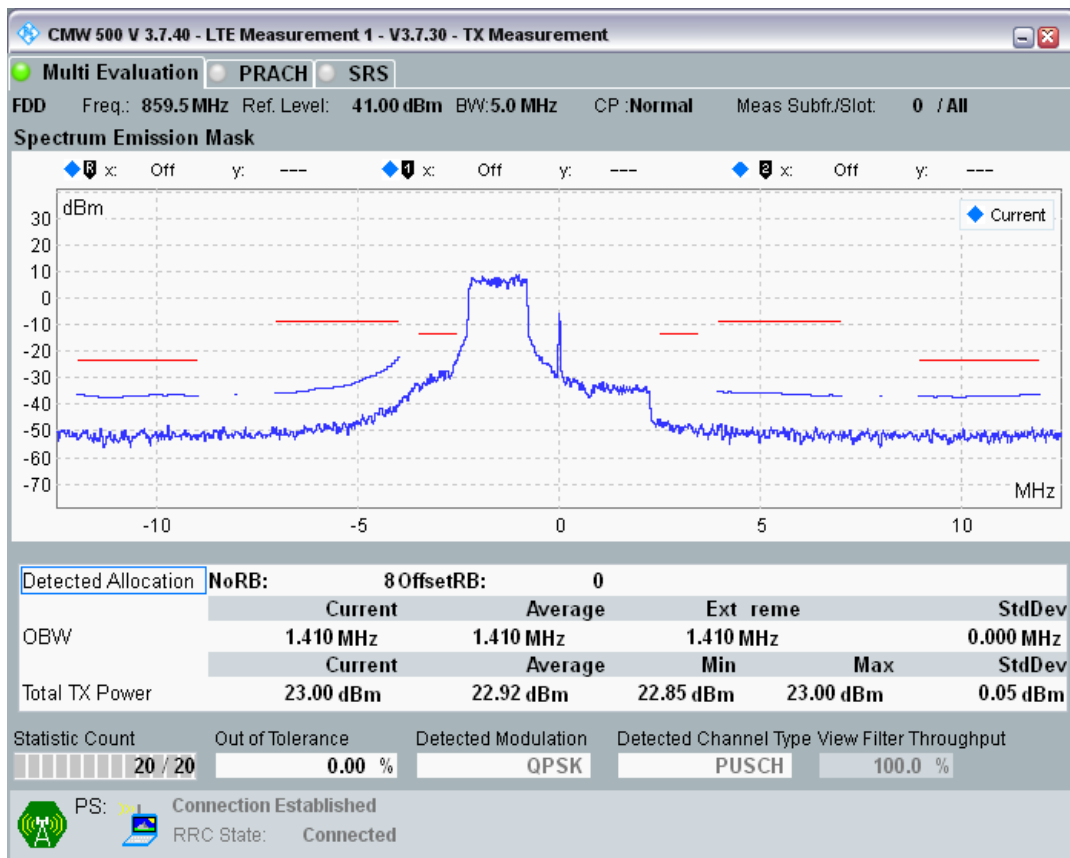 CMW 500 V 3.7.40 - LTE Measurement 1 - V3.7.30 - TX Measurement
Multi Evaluation PRACH SRS
FDD Freq.: 859.5 MHz Ref. Level: 41.00 dBm BW:5.0 MHz CP :Normal Meas Subfr./Slot: 0 / All
Spectrum Emission Mask
R x: Off y: --- 1 x: Off y: --- 2 x: Off y: ---
dBm
Current
30
20
10
0
-10
-20
-30
-40
-50
-60
-70
MHz
-10 -5 0 5 10
Detected Allocation NoRB: 8 OffsetRB: 0
Current Average Ext reme StdDev
OBW 1.410 MHz 1.410 MHz 1.410 MHz 0.000 MHz
Current Average Min Max StdDev
Total TX Power 23.00 dBm 22.92 dBm 22.85 dBm 23.00 dBm 0.05 dBm
Statistic Count Out of Tolerance Detected Modulation Detected Channel Type View Filter Throughput
20 / 20 0.00 % QPSK PUSCH 100.0 %
PS: Connection Established
RRC State: Connected